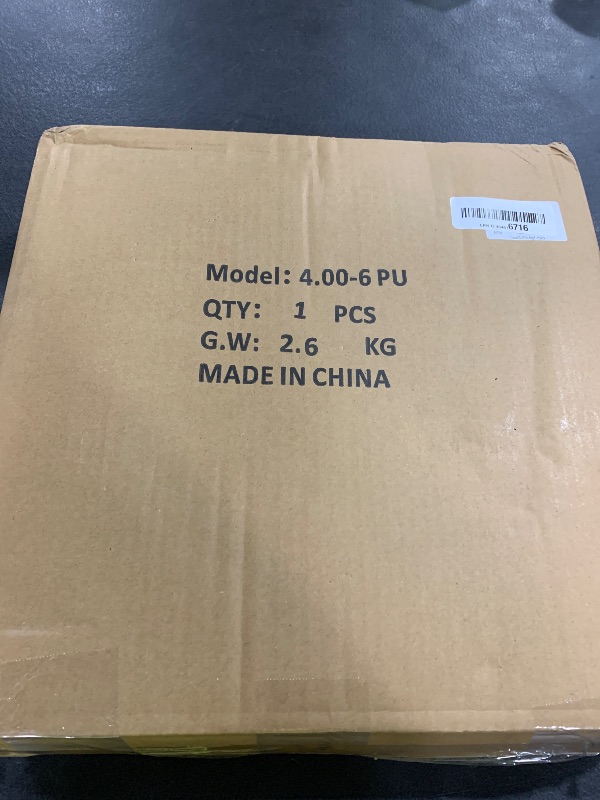 6716
Model: 4.00-6 PU
QTY: 1 PCS
G.W: 2.6 KG
MADE IN CHINA